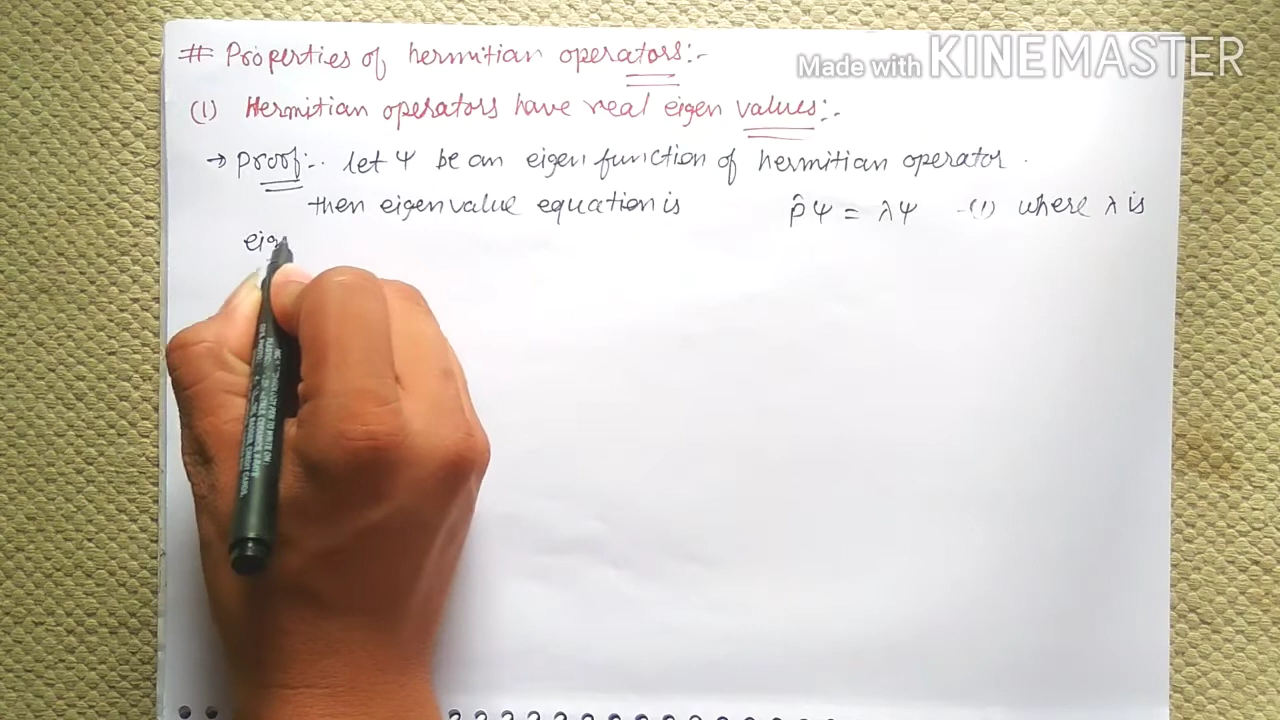 # Properties of hermitian operators:-
Made with KINEMASTER
(1) Hermitian operators have real eigen values:-
→ proof:- let Ψ be an eigen function of hermitian operator.
then eigenvalue equation is p̂Ψ = λΨ -(1) where λ is
eig